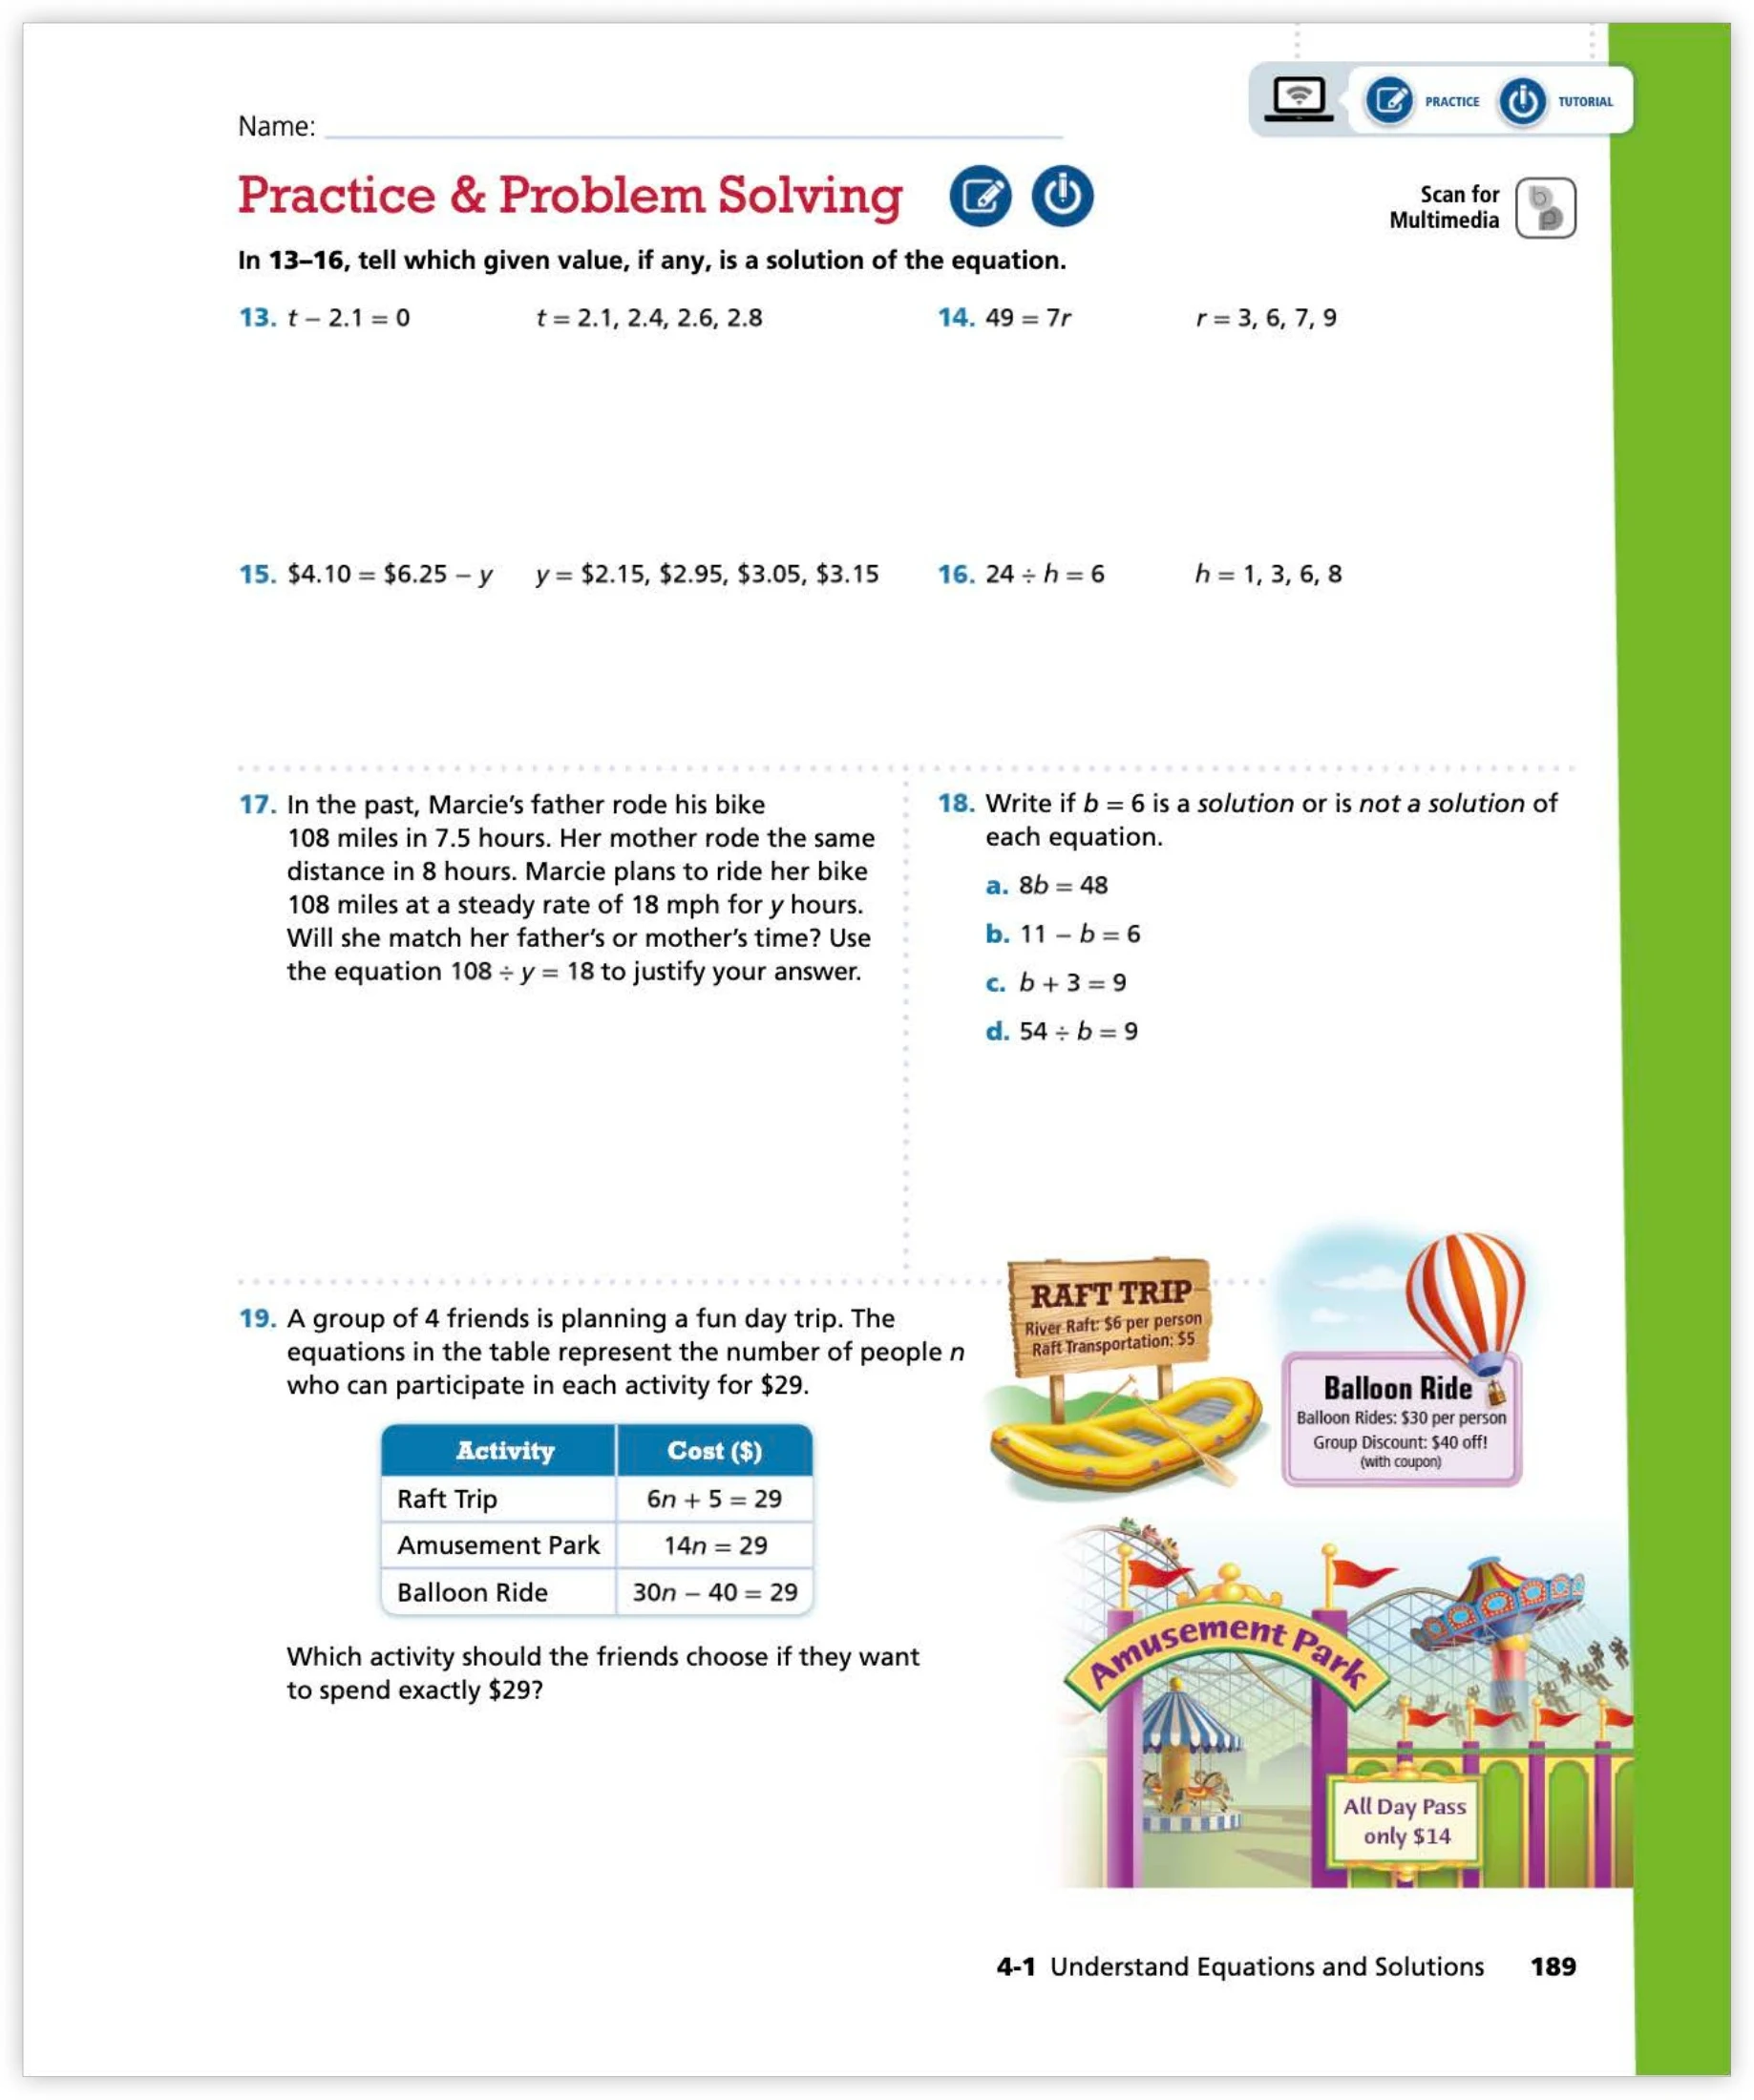 PRACTICE
TUTORIAL
Name:
Practice & Problem Solving
Scan for
Multimedia
In 13–16, tell which given value, if any, is a solution of the equation.
13. t – 2.1 = 0
t = 2.1, 2.4, 2.6, 2.8
14. 49 = 7r
r = 3, 6, 7, 9
15. $4.10 = $6.25 – y
y = $2.15, $2.95, $3.05, $3.15
16. 24 ÷ h = 6
h = 1, 3, 6, 8
17. In the past, Marcie’s father rode his bike
108 miles in 7.5 hours. Her mother rode the same
distance in 8 hours. Marcie plans to ride her bike
108 miles at a steady rate of 18 mph for y hours.
Will she match her father’s or mother’s time? Use
the equation 108 ÷ y = 18 to justify your answer.
18. Write if b = 6 is a solution or is not a solution of
each equation.
a. 8b = 48
b. 11 – b = 6
c. b + 3 = 9
d. 54 ÷ b = 9
19. A group of 4 friends is planning a fun day trip. The
equations in the table represent the number of people n
who can participate in each activity for $29.
Activity
Cost ($)
Raft Trip
6n + 5 = 29
Amusement Park
14n = 29
Balloon Ride
30n – 40 = 29
Which activity should the friends choose if they want
to spend exactly $29?
RAFT TRIP
River Raft: $6 per person
Raft Transportation: $5
Balloon Ride
Balloon Rides: $30 per person
Group Discount: $40 off!
(with coupon)
Amusement Park
All Day Pass
only $14
4-1 Understand Equations and Solutions
189